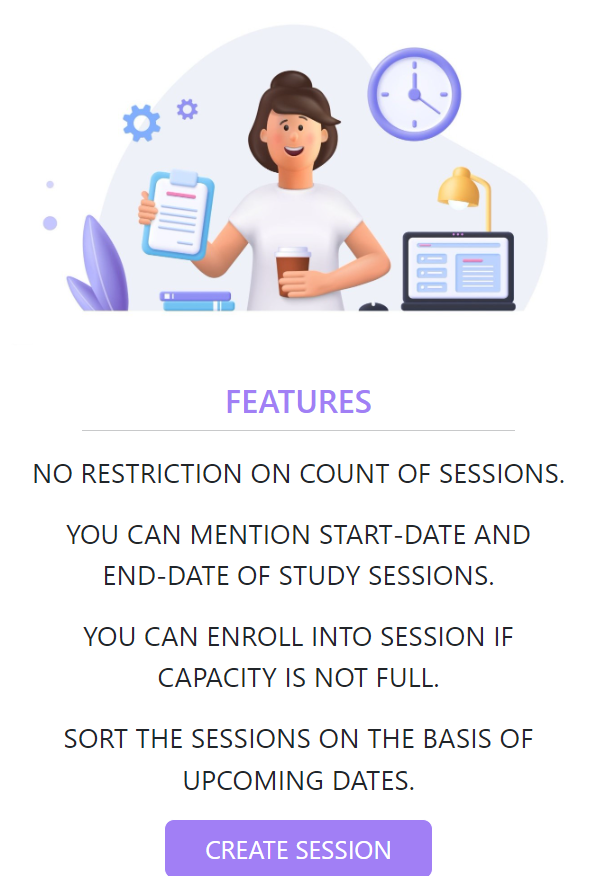 FEATURES
NO RESTRICTION ON COUNT OF SESSIONS.
YOU CAN MENTION START-DATE AND
END-DATE OF STUDY SESSIONS.
YOU CAN ENROLL INTO SESSION IF
CAPACITY IS NOT FULL.
SORT THE SESSIONS ON THE BASIS OF
UPCOMING DATES.
CREATE SESSION